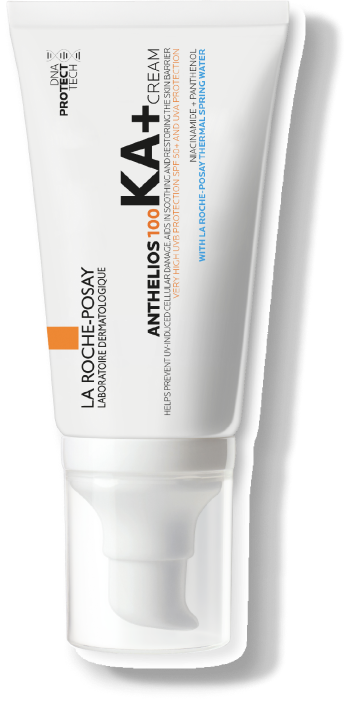 DNA
PROTECT
TECH
LA ROCHE-POSAY
LABORATOIRE DERMATOLOGIQUE
ANTHELIOS 100 KA+ CREAM
HELPS PREVENT UV-INDUCED CELLULAR DAMAGE. AIDS IN SOOTHING AND RESTORING THE SKIN BARRIER
VERY HIGH UVB PROTECTION SPF 50+ AND UVA PROTECTION
NIACINAMIDE + PANTHENOL
WITH LA ROCHE-POSAY THERMAL SPRING WATER